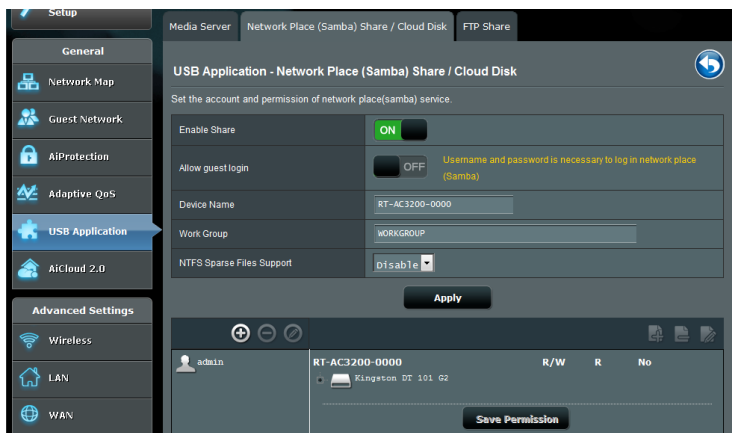 Setup
General
Network Map
Guest Network
AiProtection
Adaptive QoS
USB Application
AiCloud 2.0
Advanced Settings
Wireless
LAN
WAN
Media Server
Network Place (Samba) Share / Cloud Disk
FTP Share
USB Application - Network Place (Samba) Share / Cloud Disk
Set the account and permission of network place(samba) service.
Enable Share
ON
Allow guest login
OFF
Username and password is necessary to log in network place
(Samba)
Device Name
RT-AC3200-0000
Work Group
WORKGROUP
NTFS Sparse Files Support
Disable
Apply
admin
RT-AC3200-0000 R/W R No
Kingston DT 101 G2
Save Permission